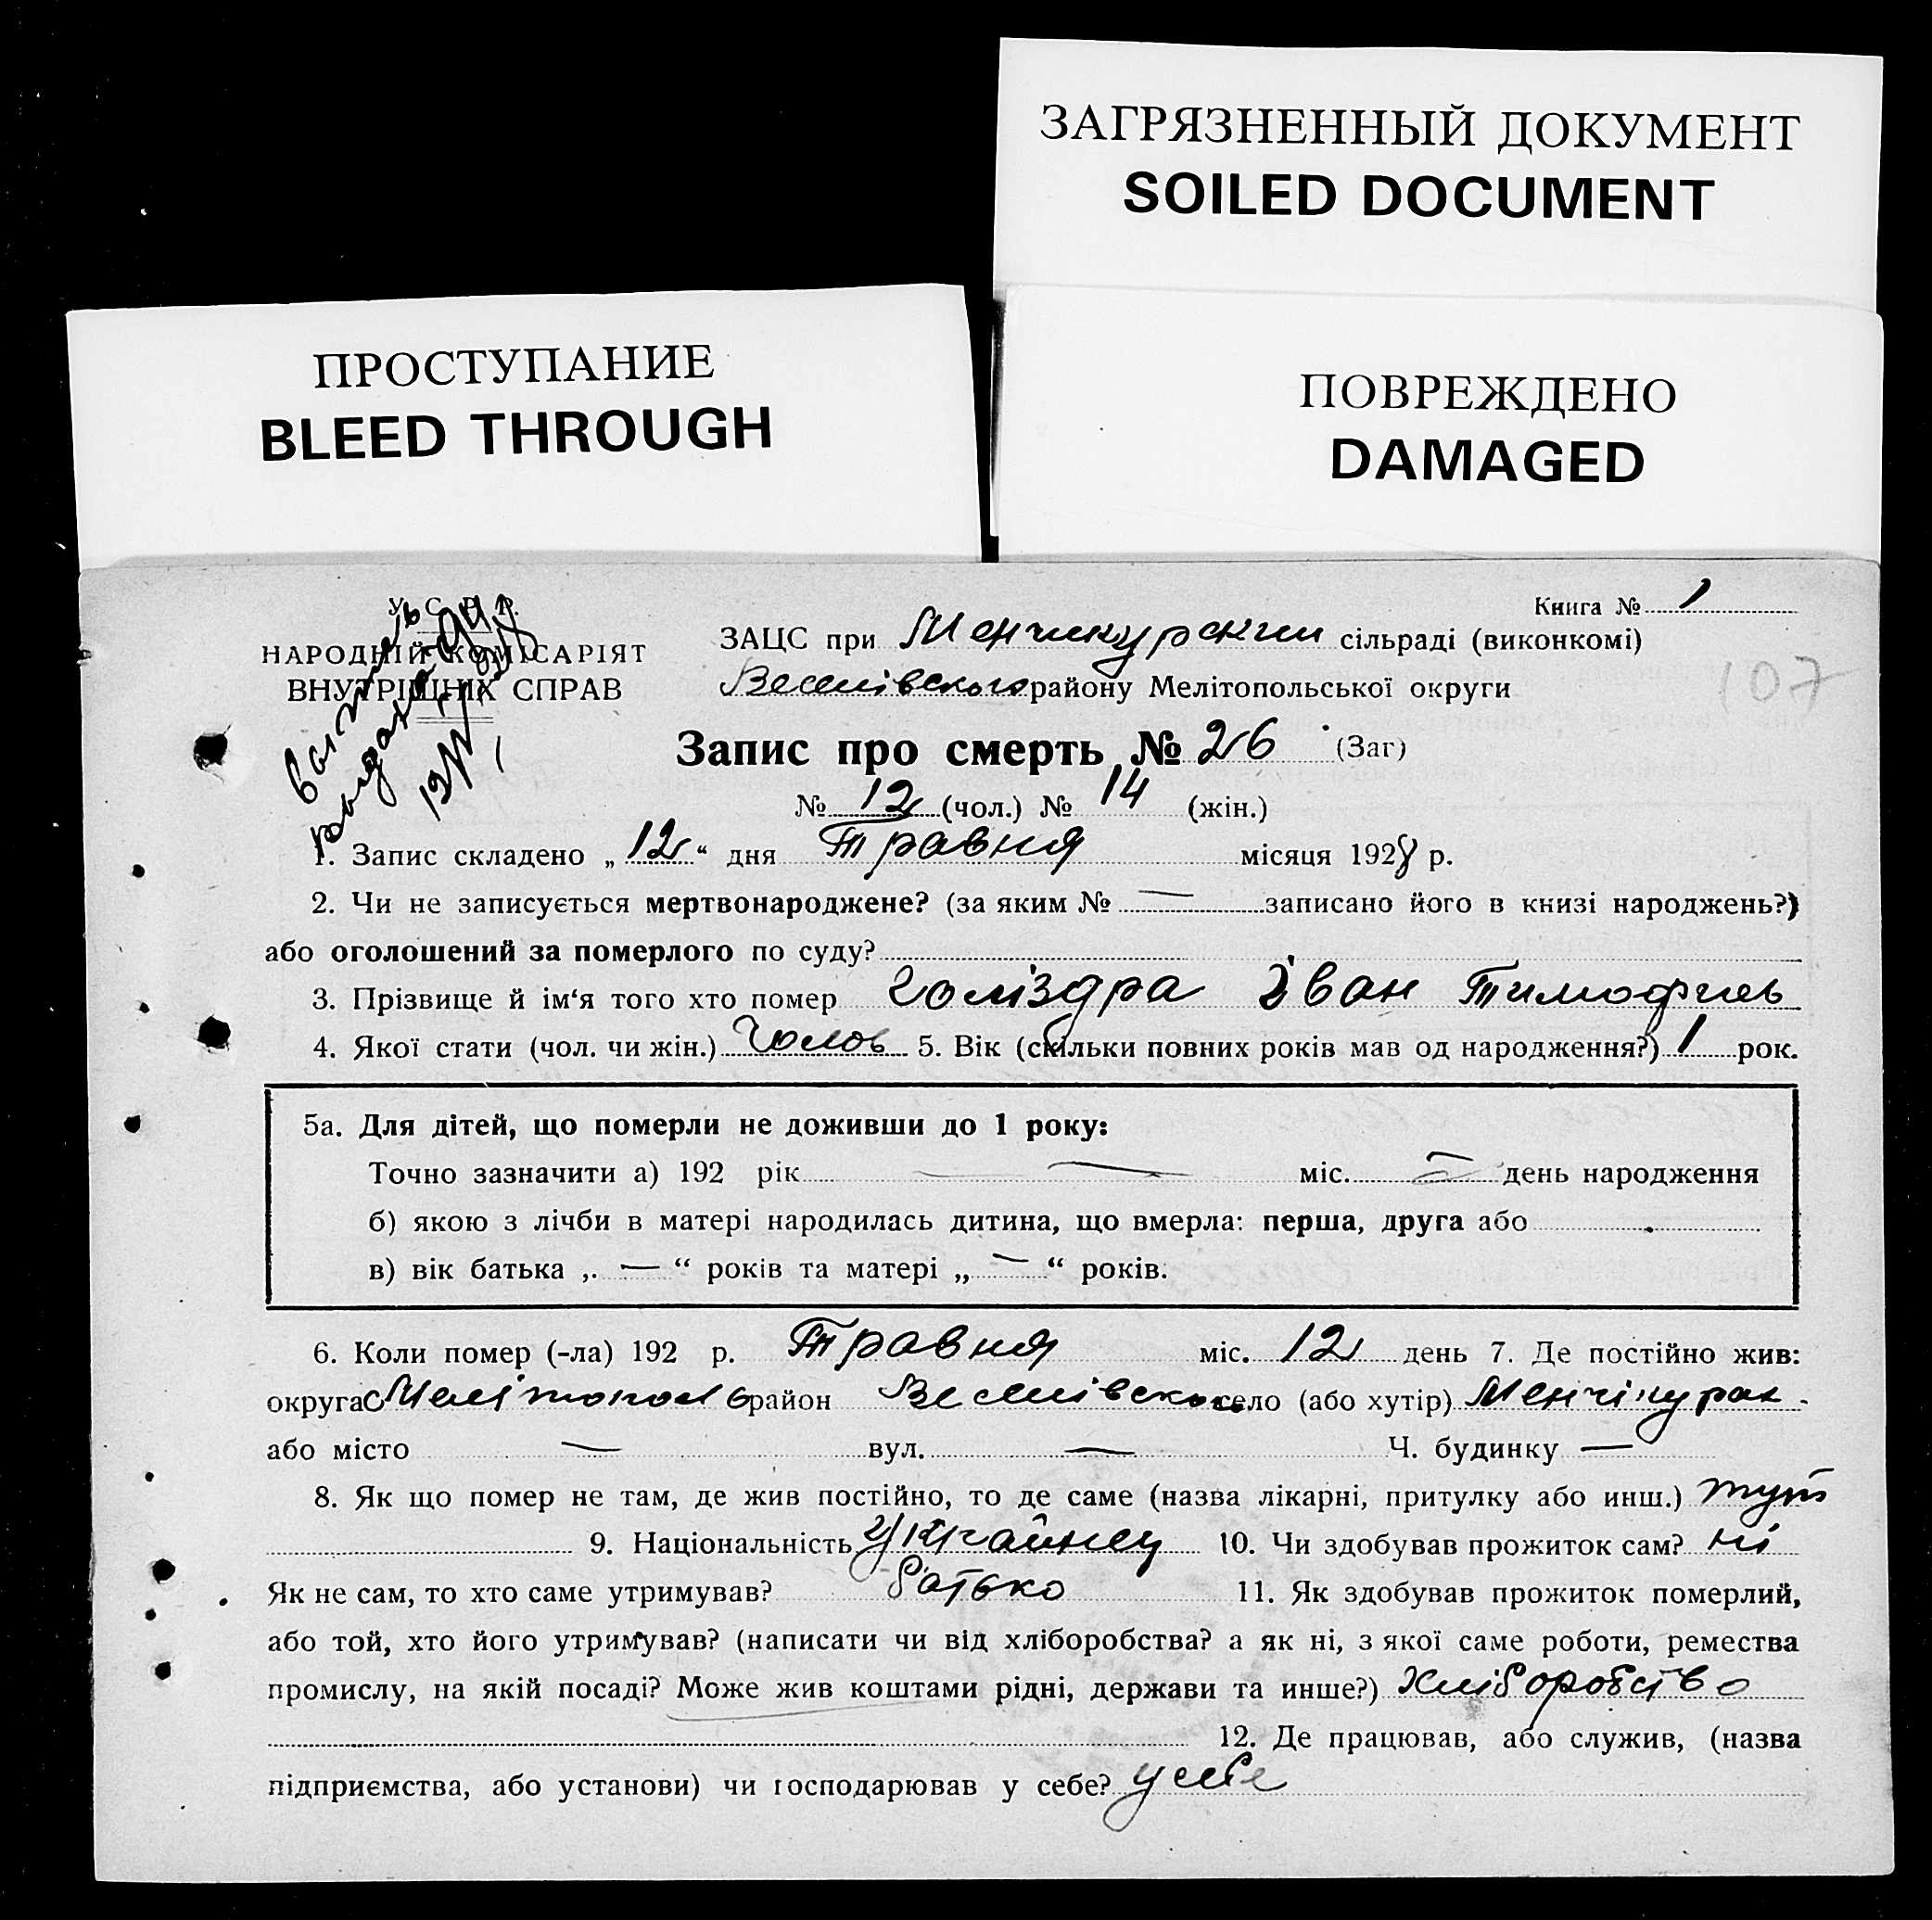 ЗАГРЯЗНЕННЫЙ ДОКУМЕНТ
SOILED DOCUMENT
ПРОСТУПАНИЕ
BLEED THROUGH
ПОВРЕЖДЕНО
DAMAGED
У. С. Р. Р.
НАРОДНІЙ КОМІСАРІЯТ
ВНУТРІШНІХ СПРАВ
Книга № 1
ЗАЦС при Менчикурским сільраді (виконкомі)
Веселівского району Мелітопольської округи
107
Запис про смерть № 26 (Заг)
№ 12 (чол.) № 14 (жін.)
1. Запис складено „ 12 “ дня Травня місяця 1928 р.
2. Чи не записується мертвонароджене? (за яким № — записано його в книзі народжень?)
або оголошений за померлого по суду?
3. Прізвище й ім‘я того хто помер Голіздра Іван Тимофиев
4. Якої стати (чол. чи жін.) Чолов 5. Вік (скільки повних років мав од народження?) 1 рок.
5а. Для дітей, що померли не доживши до 1 року:
Точно зазначити а) 192 рік — міс. — день народження
б) якою з лічби в матері народилась дитина, що вмерла: перша, друга або
в) вік батька „ — “ років та матері „ — “ років.
6. Коли помер (-ла) 192 р. Травня міс. 12 день 7. Де постійно жив:
округа Мелітопол район Веселівского село (або хутір) Менчікурак
або місто — вул. — Ч. будинку —
8. Як що помер не там, де жив постійно, то де саме (назва лікарні, притулку або инш.) тут
9. Національність Украйнец 10. Чи здобував прожиток сам? Ні
Як не сам, то хто саме утримував? батько 11. Як здобував прожиток померлий,
або той, хто його утримував? (написати чи від хліборобства? а як ні, з якої саме роботи, ремества
промислу, на якій посаді? Може жив коштами рідні, держави та инше?) Хліборобство
12. Де працював, або служив, (назва
підприємства, або установи) чи господарював у себе? у себе